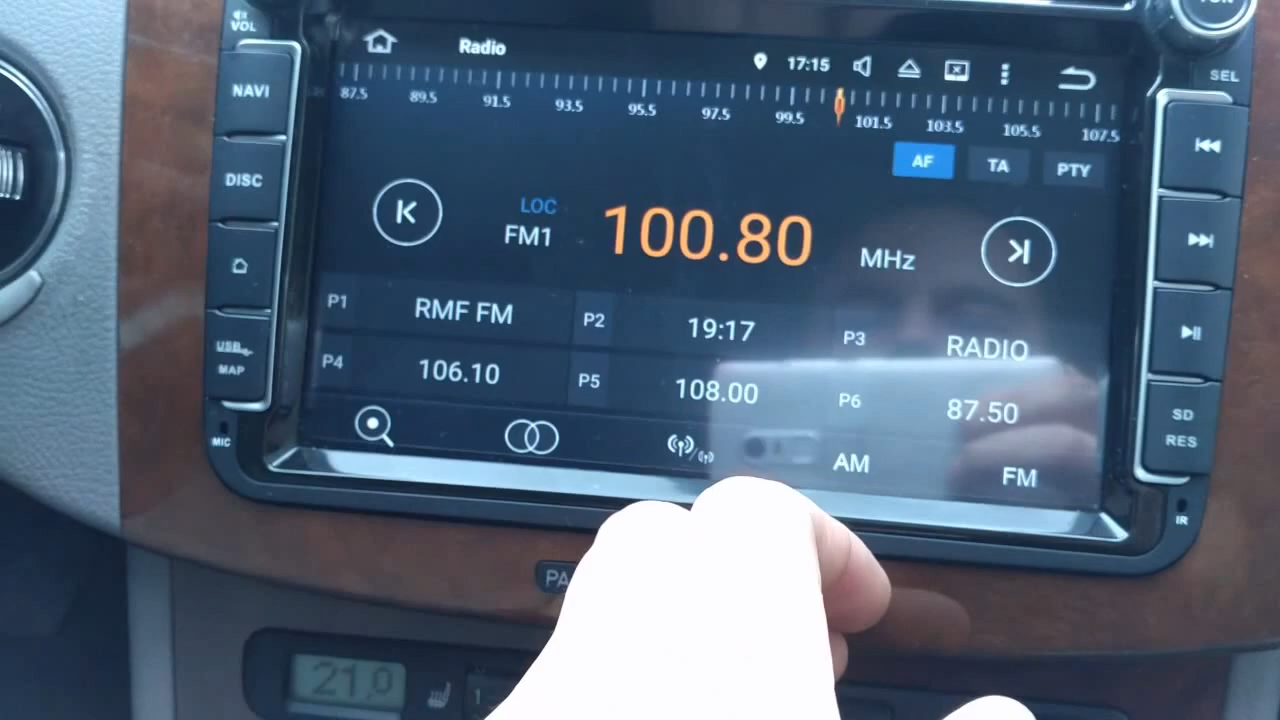 VOL
NAVI
DISC
USB
MAP
MIC
Radio
17:15
87.5 89.5 91.5 93.5 95.5 97.5 99.5 101.5 103.5 105.5 107.5
AF TA PTY
LOC
FM1 100.80 MHz
P1 RMF FM P2 19:17 P3 RADIO
P4 106.10 P5 108.00 P6 87.50
AM FM
SEL
SD
RES
IR
PA
21.0
1